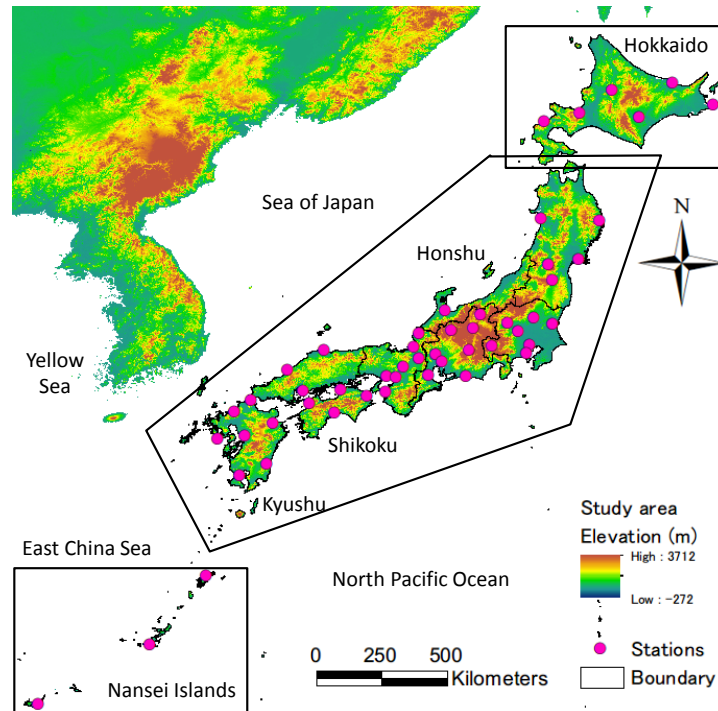 Hokkaido
Sea of Japan
N
Honshu
Yellow
Sea
Shikoku
Kyushu
Study area
Elevation (m)
High : 3712
Low : -272
East China Sea
North Pacific Ocean
Stations
0 250 500
Kilometers
Boundary
Nansei Islands